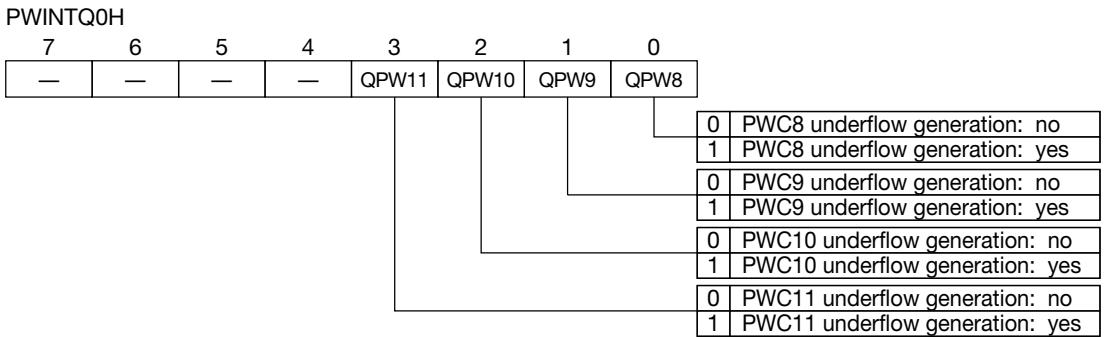 PWINTQ0H
7 6 5 4 3 2 1 0
— — — — QPW11 QPW10 QPW9 QPW8
0 PWC8 underflow generation: no
1 PWC8 underflow generation: yes
0 PWC9 underflow generation: no
1 PWC9 underflow generation: yes
0 PWC10 underflow generation: no
1 PWC10 underflow generation: yes
0 PWC11 underflow generation: no
1 PWC11 underflow generation: yes